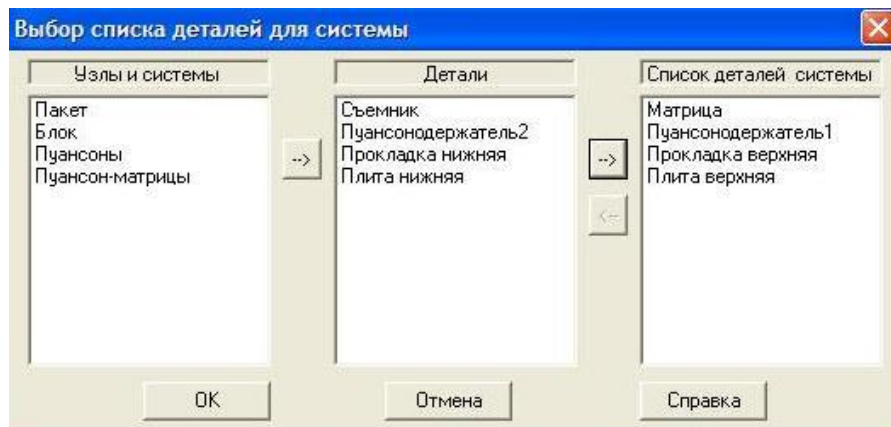 Выбор списка деталей для системы
Узлы и системы
Пакет
Блок
Пуансоны
Пуансон-матрицы
-->
Детали
Съемник
Пуансонодержатель2
Прокладка нижняя
Плита нижняя
-->
<--
Список деталей системы
Матрица
Пуансонодержатель1
Прокладка верхняя
Плита верхняя
OK
Отмена
Справка